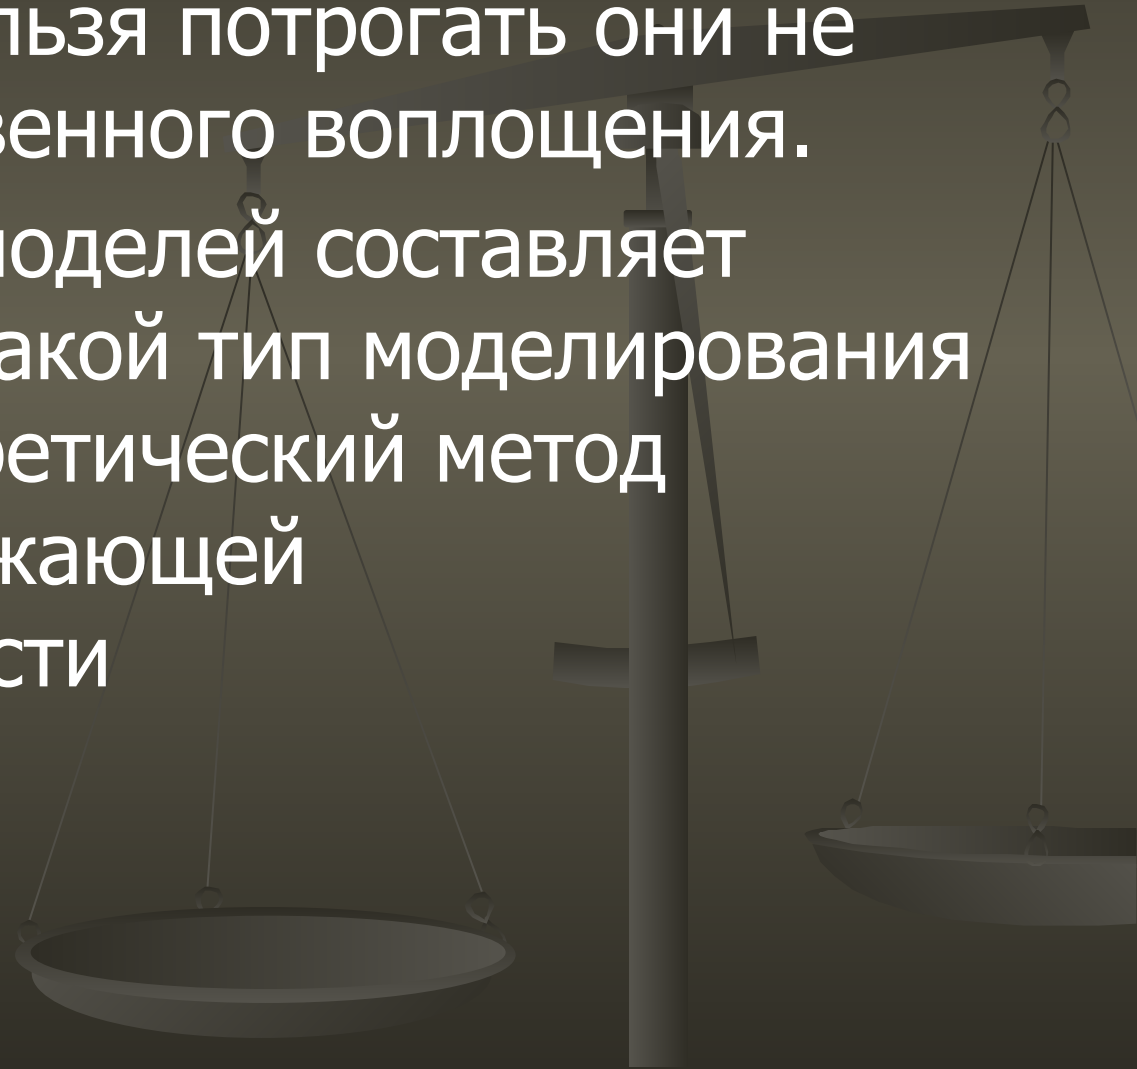 льзя потрогать они не
венного воплощения.
моделей составляет
акой тип моделирования
ретический метод
жающей
сти